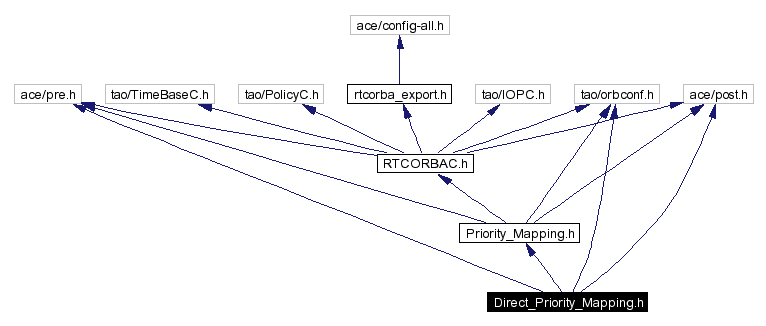 ace/config-all.h
ace/pre.h
tao/TimeBaseC.h
tao/PolicyC.h
rtcorba_export.h
tao/IOPC.h
tao/orbconf.h
ace/post.h
RTCORBAC.h
Priority_Mapping.h
Direct_Priority_Mapping.h